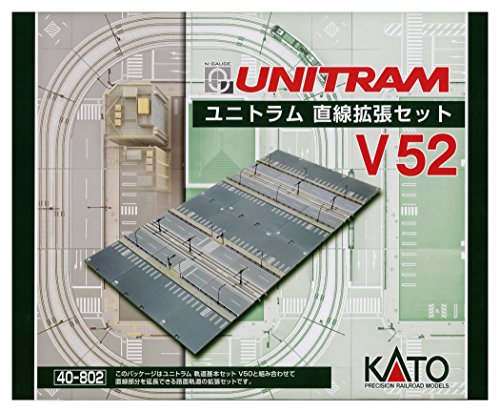 N GAUGE
UNITRAM
ユニトラム 直線拡張セット
V52
40-802
このパッケージはユニトラム 軌道基本セット V50と組み合わせて
直線部分を延長できる路面軌道の拡張セットです。
KATO
PRECISION RAILROAD MODELS